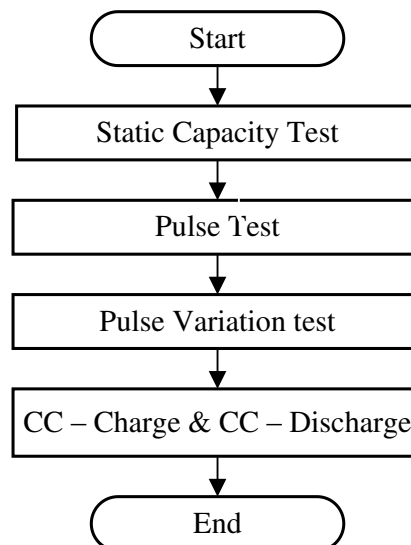 Start
Static Capacity Test
Pulse Test
Pulse Variation test
CC – Charge & CC – Discharge
End